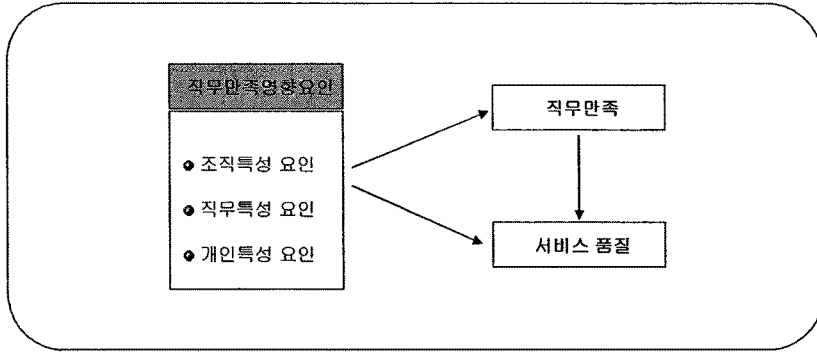 직무만족영향요인
조직특성 요인
직무특성 요인
개인특성 요인
직무만족
서비스 품질